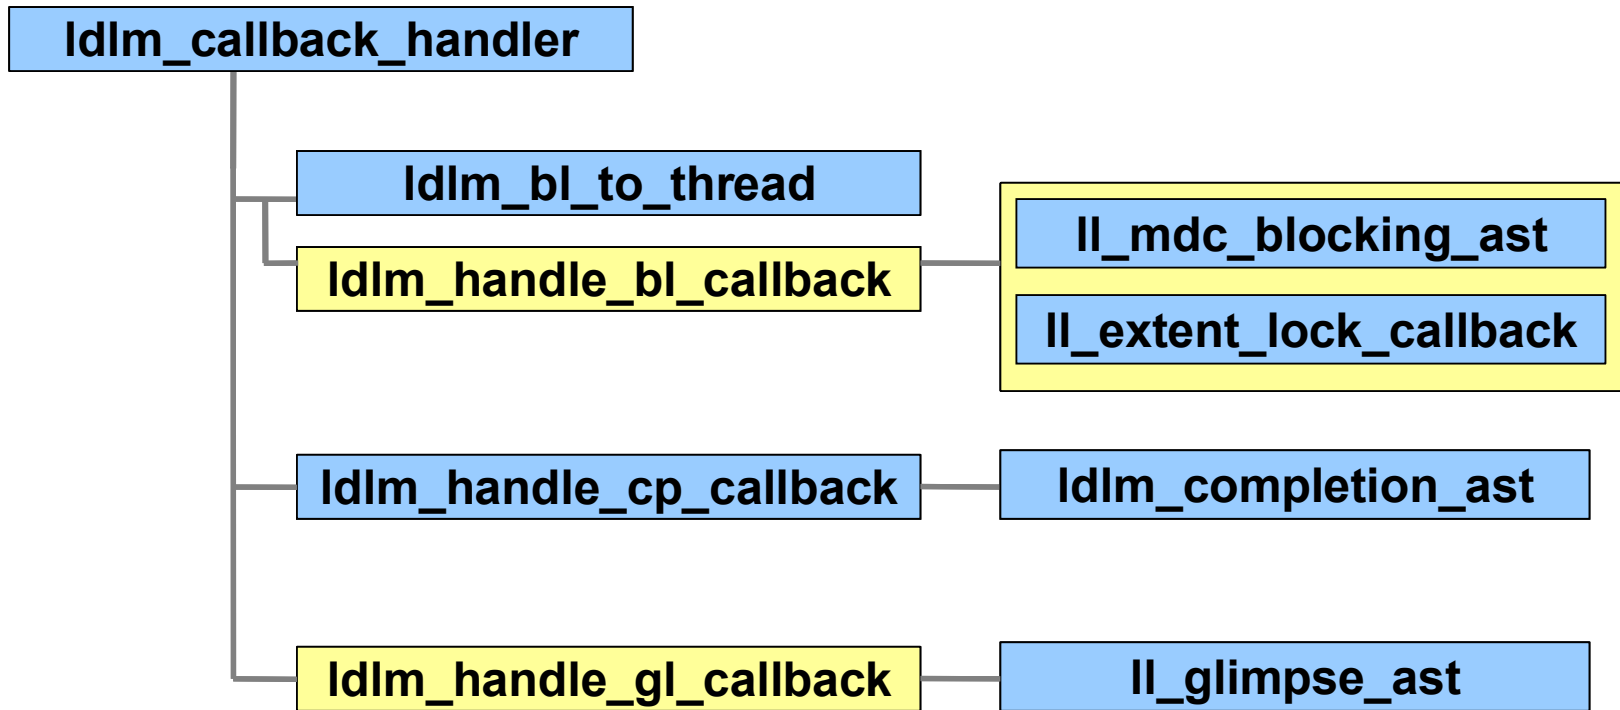 ldlm_callback_handler
ldlm_bl_to_thread
ldlm_handle_bl_callback
ll_mdc_blocking_ast
ll_extent_lock_callback
ldlm_handle_cp_callback
ldlm_completion_ast
ldlm_handle_gl_callback
ll_glimpse_ast